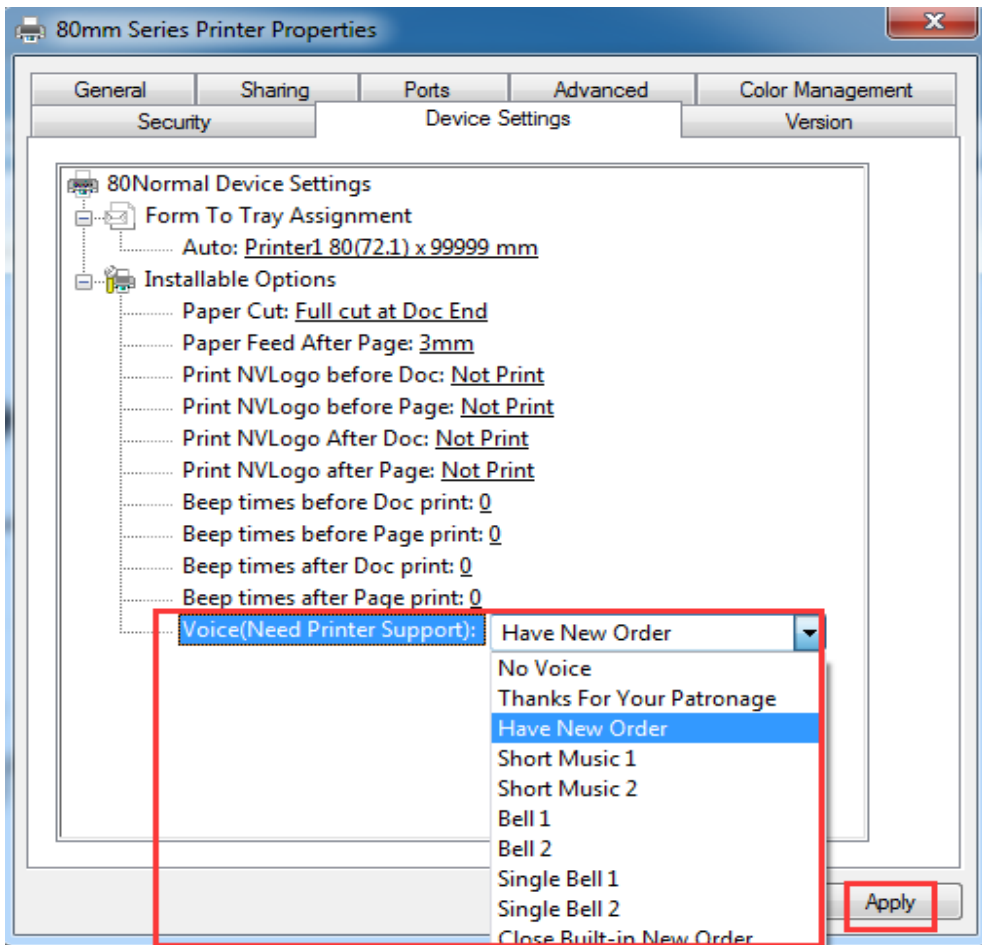 80mm Series Printer Properties
General Sharing Ports Advanced Color Management
Security Device Settings Version
80Normal Device Settings
Form To Tray Assignment
Auto: Printer1 80(72.1) x 99999 mm
Installable Options
Paper Cut: Full cut at Doc End
Paper Feed After Page: 3mm
Print NVLogo before Doc: Not Print
Print NVLogo before Page: Not Print
Print NVLogo After Doc: Not Print
Print NVLogo after Page: Not Print
Beep times before Doc print: 0
Beep times before Page print: 0
Beep times after Doc print: 0
Beep times after Page print: 0
Voice(Need Printer Support): Have New Order
No Voice
Thanks For Your Patronage
Have New Order
Short Music 1
Short Music 2
Bell 1
Bell 2
Single Bell 1
Single Bell 2
Close Built-in New Order
Apply